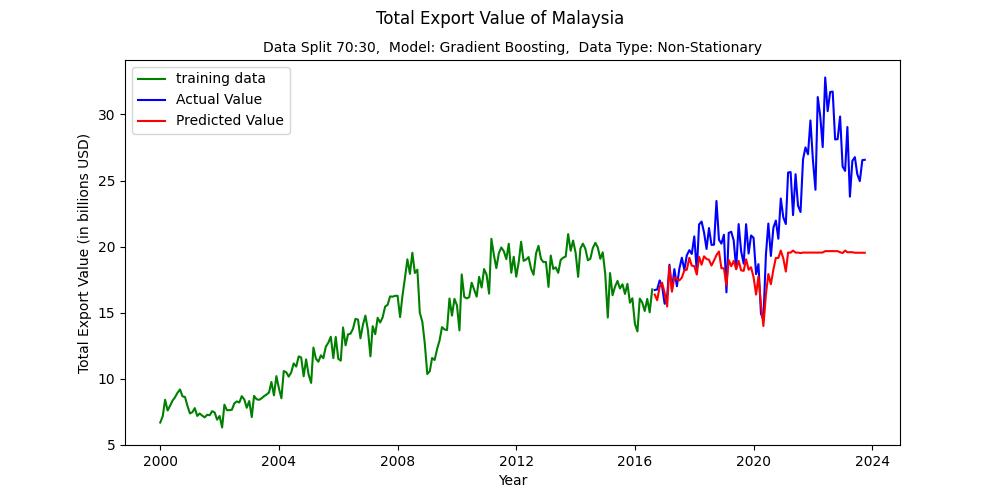 Total Export Value of Malaysia
Data Split 70:30,  Model: Gradient Boosting,  Data Type: Non-Stationary
training data
Actual Value
Predicted Value
Total Export Value (in billions USD)
30
25
20
15
10
5
2000 2004 2008 2012 2016 2020 2024
Year